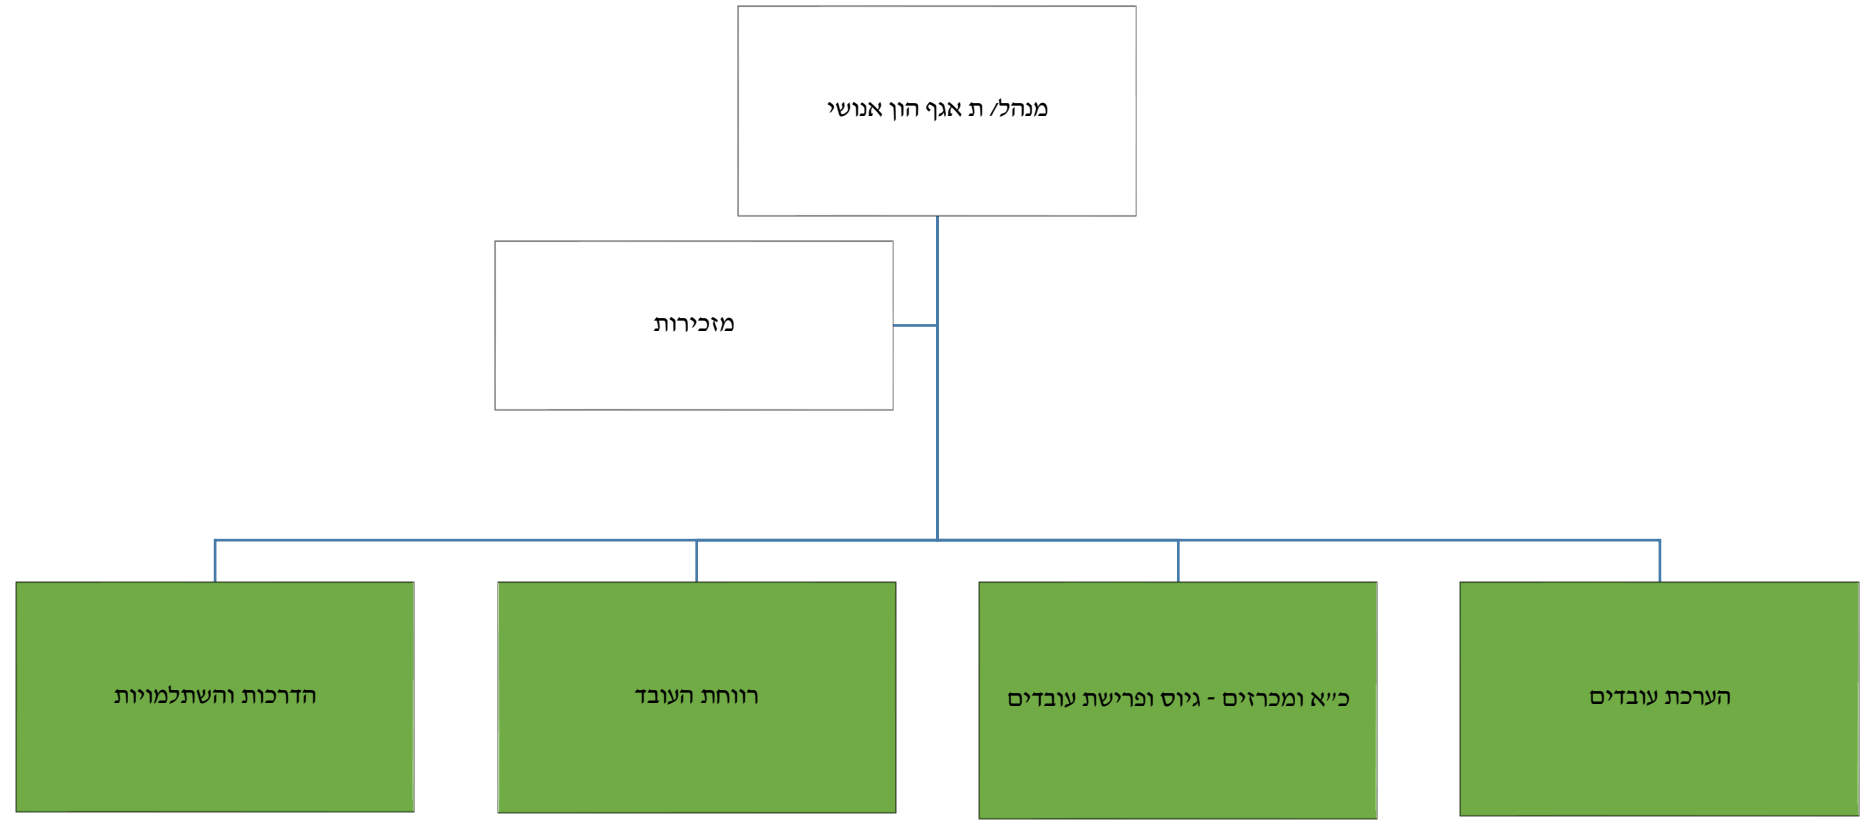 מנהל/ ת אגף הון אנושי
מזכירות
הערכת עובדים
כ״א ומכרזים - גיוס ופרישת עובדים
רווחת העובד
הדרכות והשתלמויות